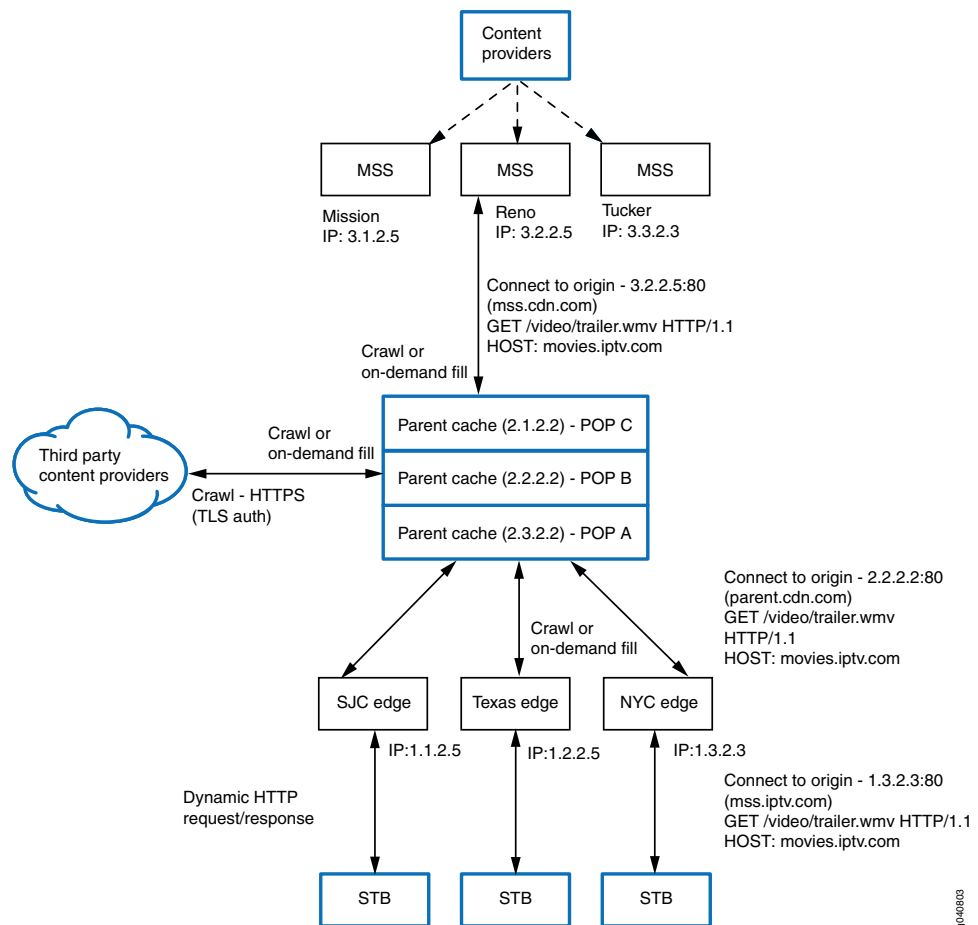 Content
providers
MSS
MSS
MSS
Mission
IP: 3.1.2.5
Reno
IP: 3.2.2.5
Tucker
IP: 3.3.2.3
Connect to origin - 3.2.2.5:80
(mss.cdn.com)
GET /video/trailer.wmv HTTP/1.1
HOST: movies.iptv.com
Crawl or
on-demand fill
Parent cache (2.1.2.2) - POP C
Parent cache (2.2.2.2) - POP B
Parent cache (2.3.2.2) - POP A
Third party
content providers
Crawl or
on-demand fill
Crawl - HTTPS
(TLS auth)
Connect to origin - 2.2.2.2:80
(parent.cdn.com)
GET /video/trailer.wmv
HTTP/1.1
HOST: movies.iptv.com
Crawl or
on-demand fill
SJC edge
Texas edge
NYC edge
IP:1.1.2.5
IP:1.2.2.5
IP:1.3.2.3
Dynamic HTTP
request/response
Connect to origin - 1.3.2.3:80
(mss.iptv.com)
GET /video/trailer.wmv HTTP/1.1
HOST: movies.iptv.com
STB
STB
STB
g040803